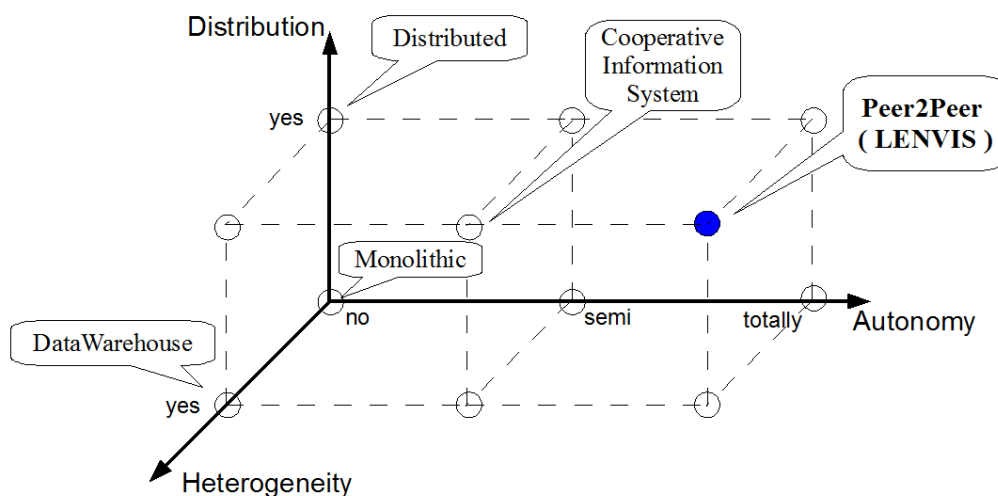 Distribution
Distributed
Cooperative
Information
System
yes
Peer2Peer
( LENVIS )
Monolithic
no
semi
totally
Autonomy
DataWarehouse
yes
Heterogeneity